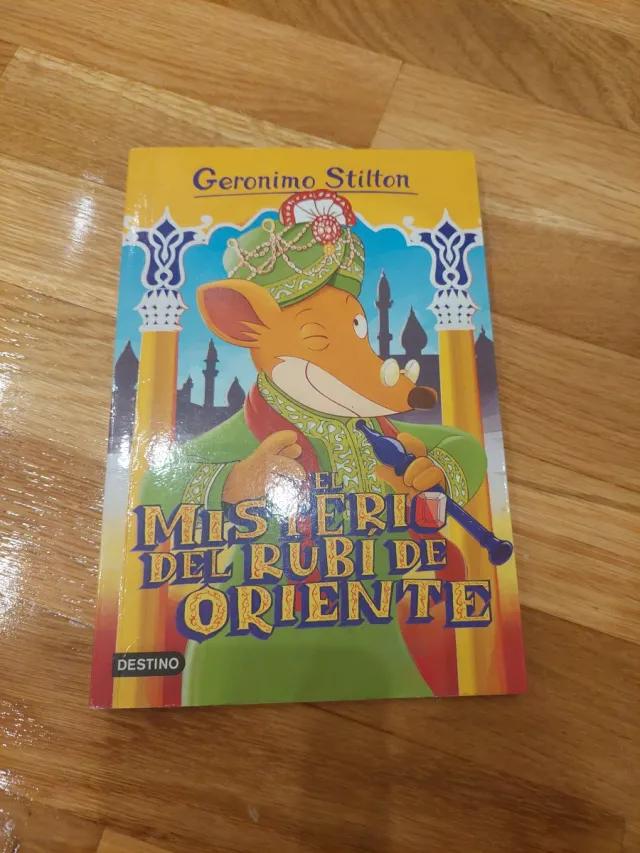 Geronimo Stilton
EL
MISTERIO
DEL RUBÍ DE
ORIENTE
DESTINO